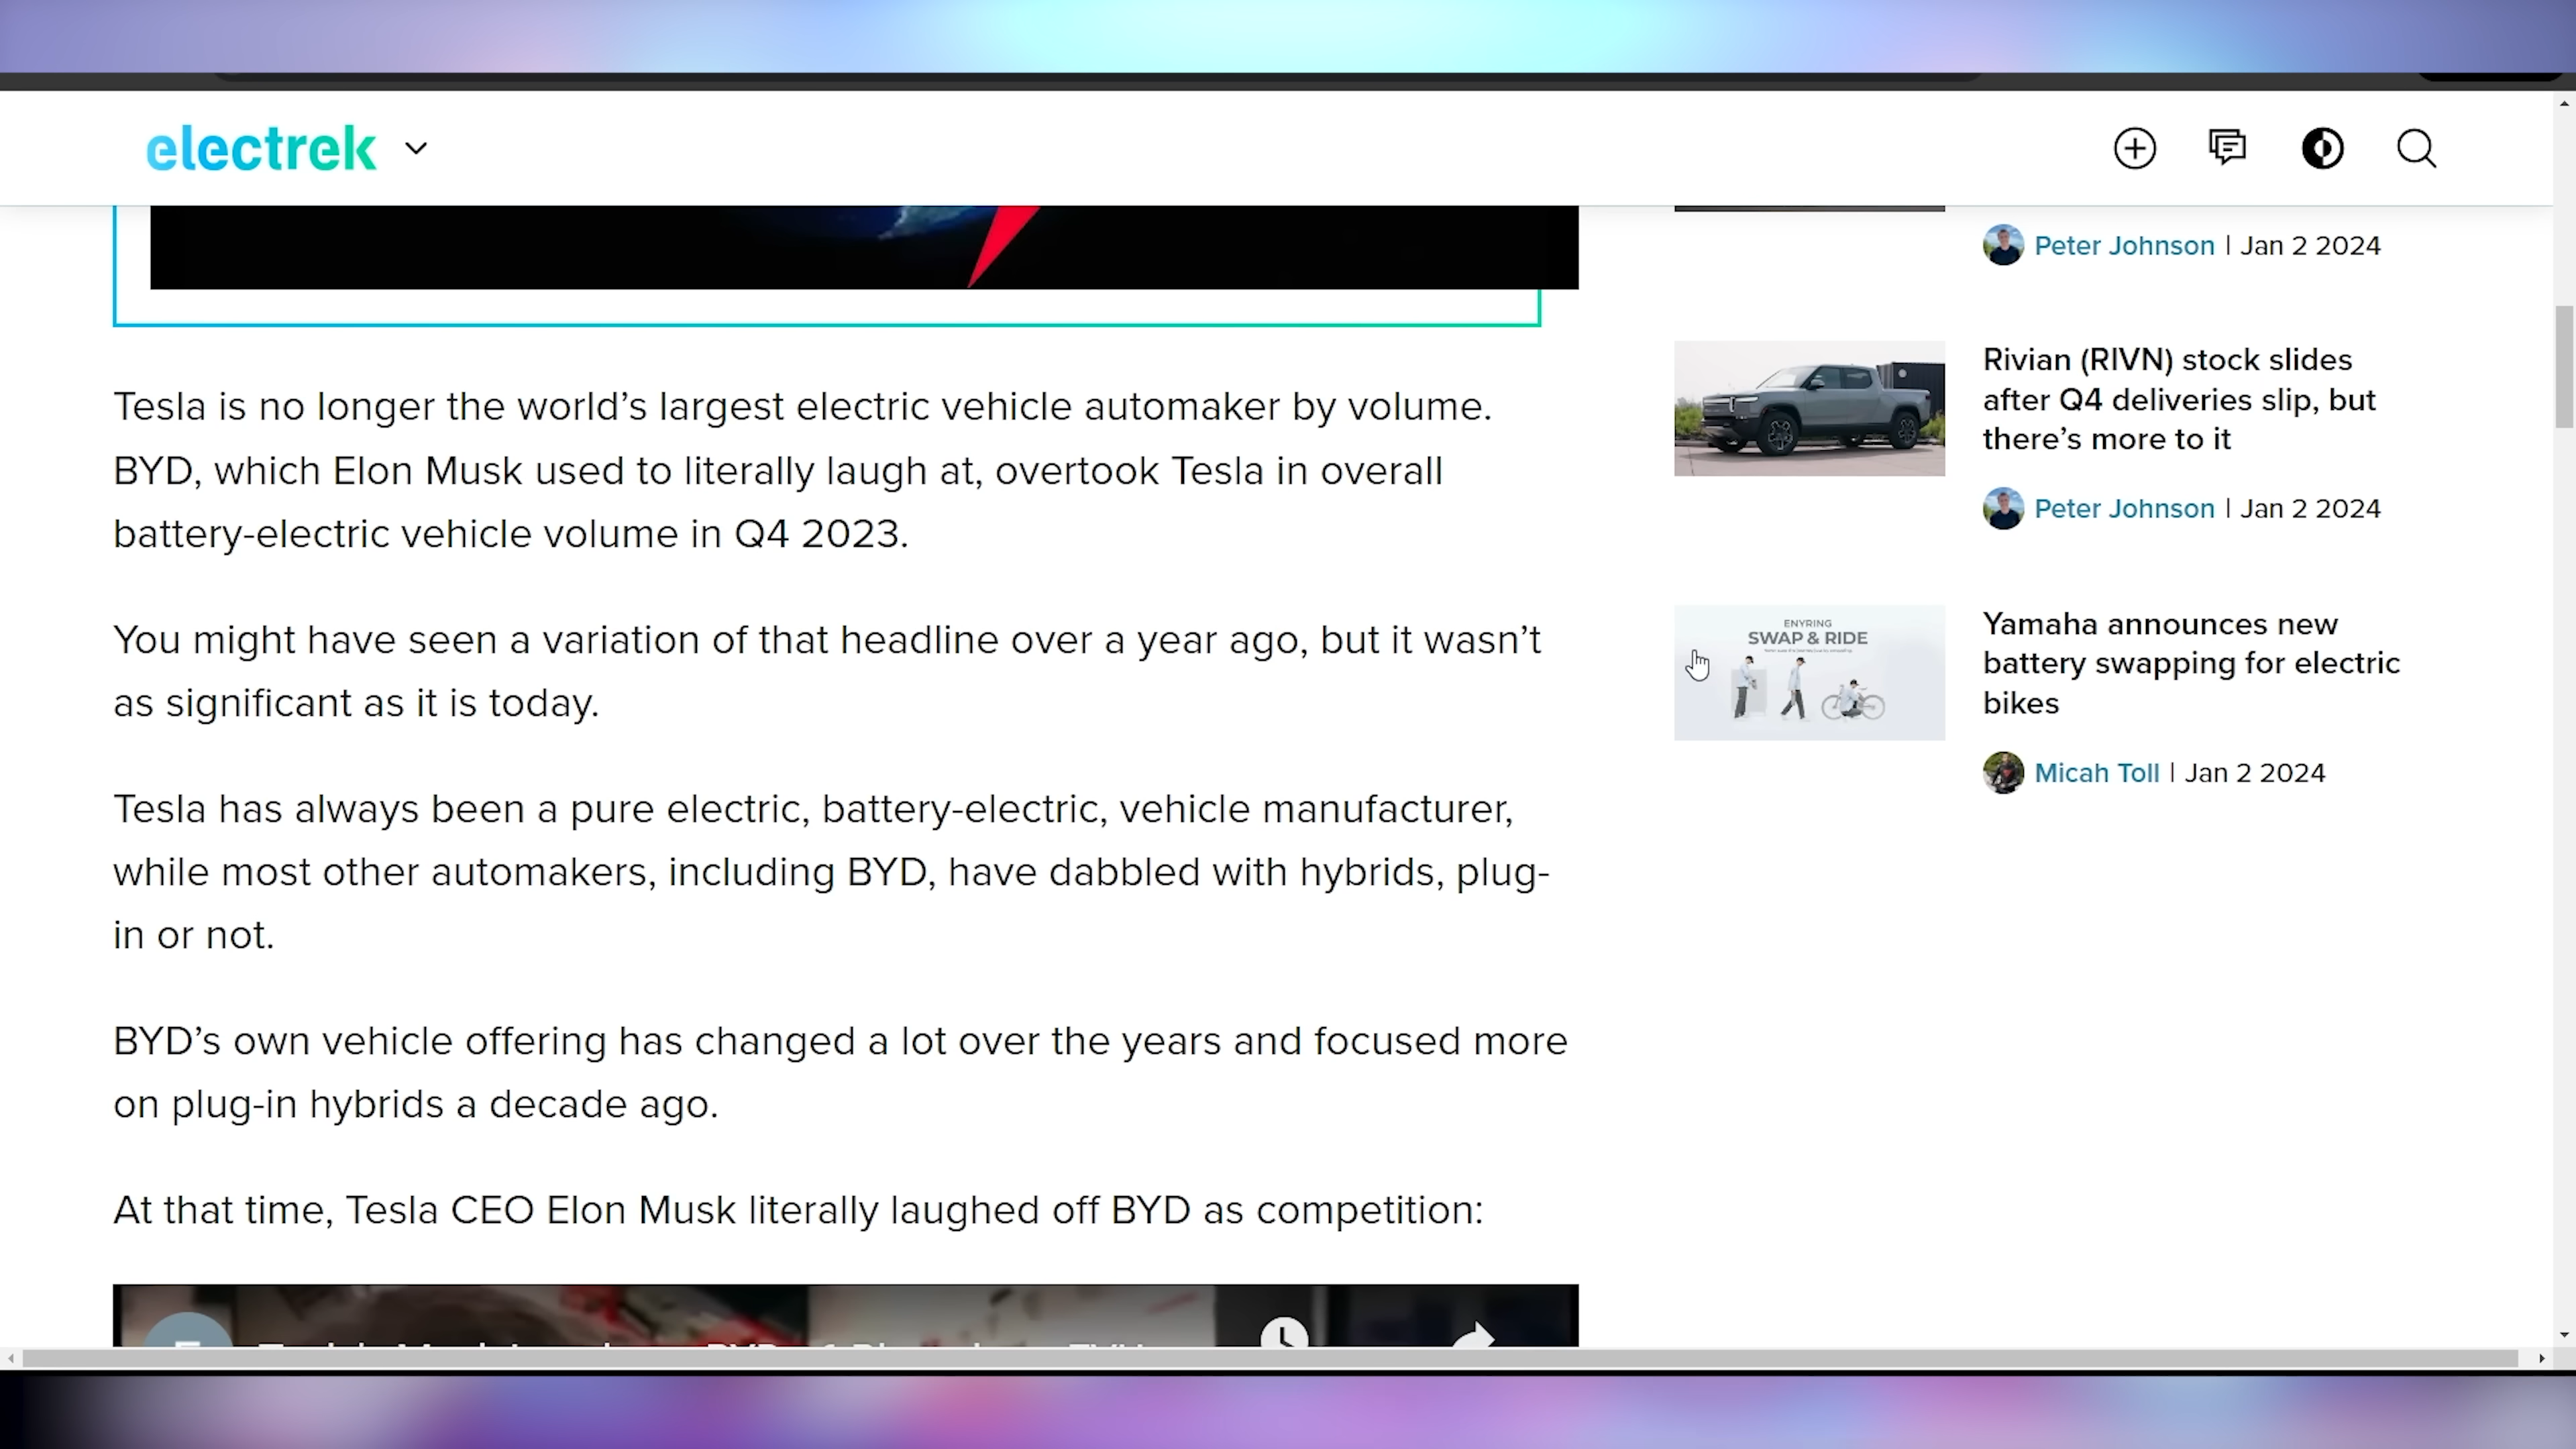 electrek
Tesla is no longer the world’s largest electric vehicle automaker by volume.
BYD, which Elon Musk used to literally laugh at, overtook Tesla in overall
battery-electric vehicle volume in Q4 2023.
You might have seen a variation of that headline over a year ago, but it wasn’t
as significant as it is today.
Tesla has always been a pure electric, battery-electric, vehicle manufacturer,
while most other automakers, including BYD, have dabbled with hybrids, plug-
in or not.
BYD’s own vehicle offering has changed a lot over the years and focused more
on plug-in hybrids a decade ago.
At that time, Tesla CEO Elon Musk literally laughed off BYD as competition:
Peter Johnson | Jan 2 2024
Rivian (RIVN) stock slides
after Q4 deliveries slip, but
there’s more to it
Peter Johnson | Jan 2 2024
ENYRING
SWAP & RIDE
Yamaha announces new
battery swapping for electric
bikes
Micah Toll | Jan 2 2024